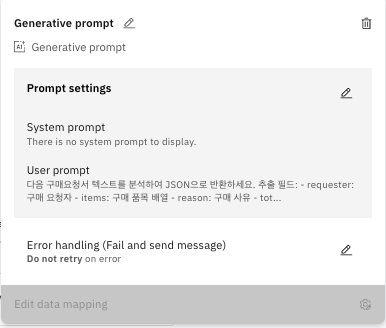 Generative prompt
Generative prompt
Prompt settings
System prompt
There is no system prompt to display.
User prompt
다음 구매요청서 텍스트를 분석하여 JSON으로 반환하세요. 추출 필드: - requester:
구매 요청자 - items: 구매 품목 배열 - reason: 구매 사유 - tot...
Error handling (Fail and send message)
Do not retry on error
Edit data mapping